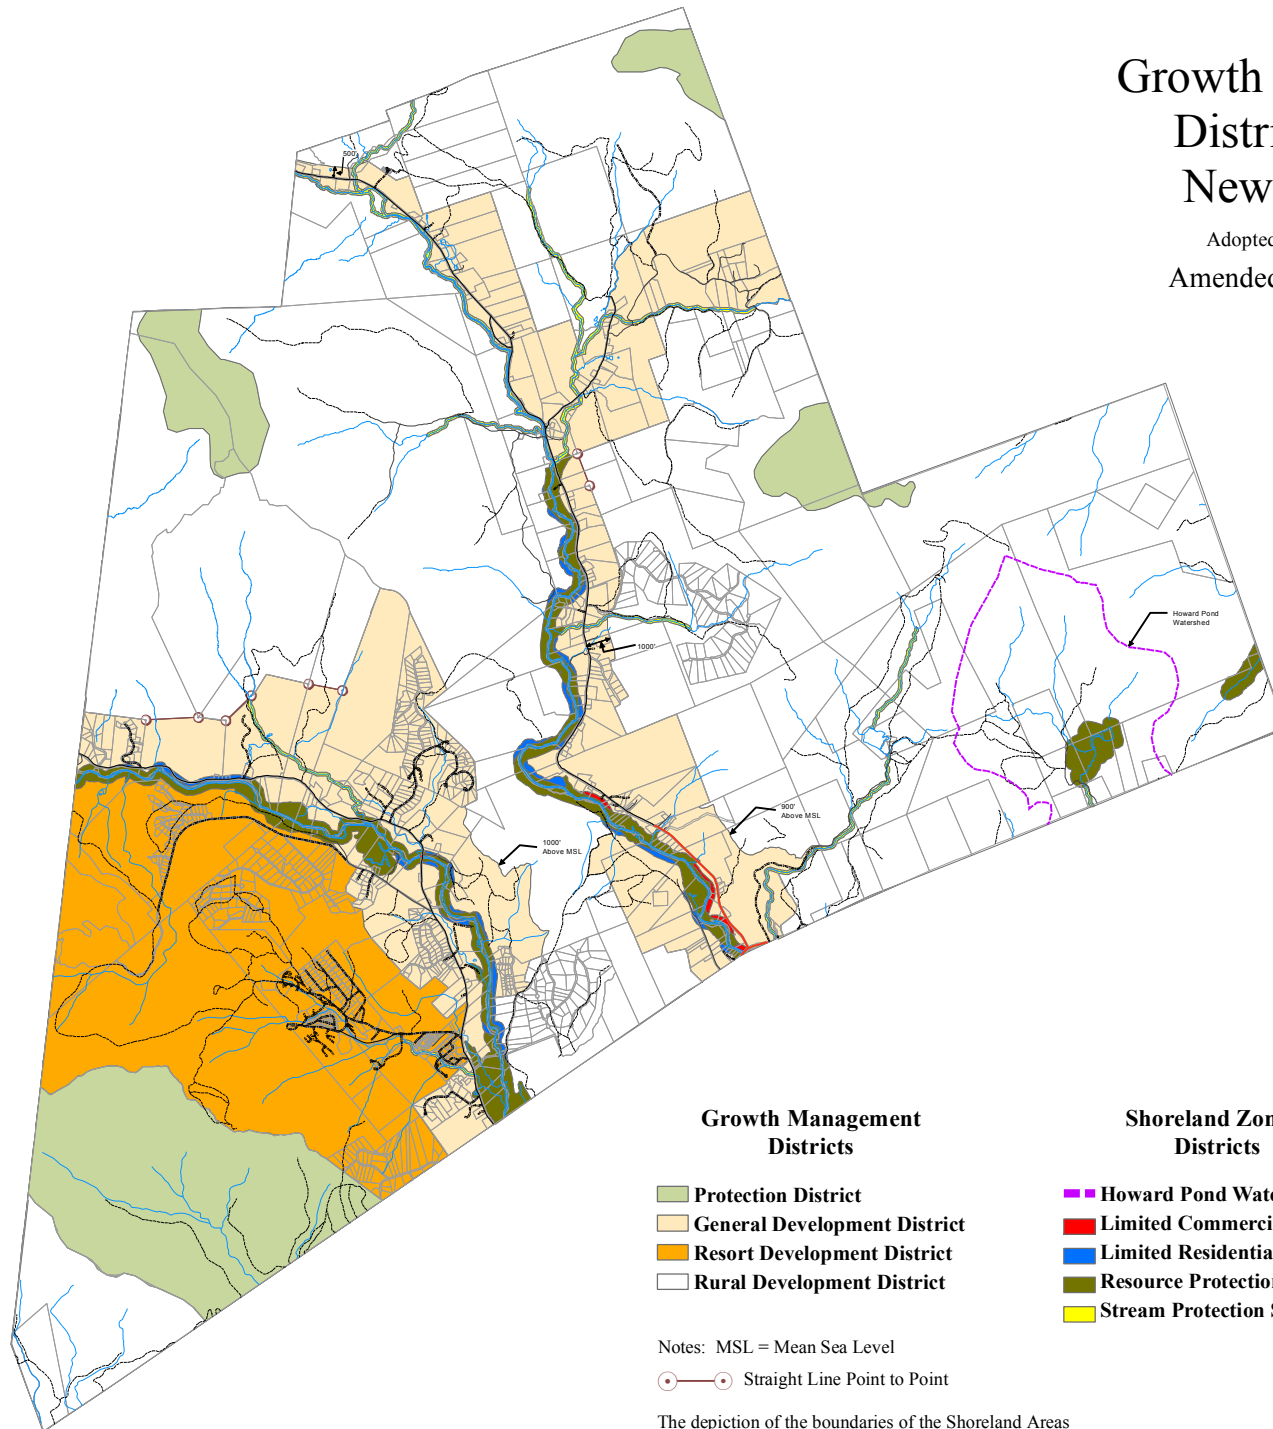 Growth
Distri
New
Adopted
Amended
500'
1000'
Howard Pond
Watershed
900'
Above MSL
1000'
Above MSL
Growth Management
Districts
Protection District
General Development District
Resort Development District
Rural Development District
Shoreland Zon
Districts
Howard Pond Wate
Limited Commerci
Limited Residentia
Resource Protection
Stream Protection S
Notes: MSL = Mean Sea Level
Straight Line Point to Point
The depiction of the boundaries of the Shoreland Areas